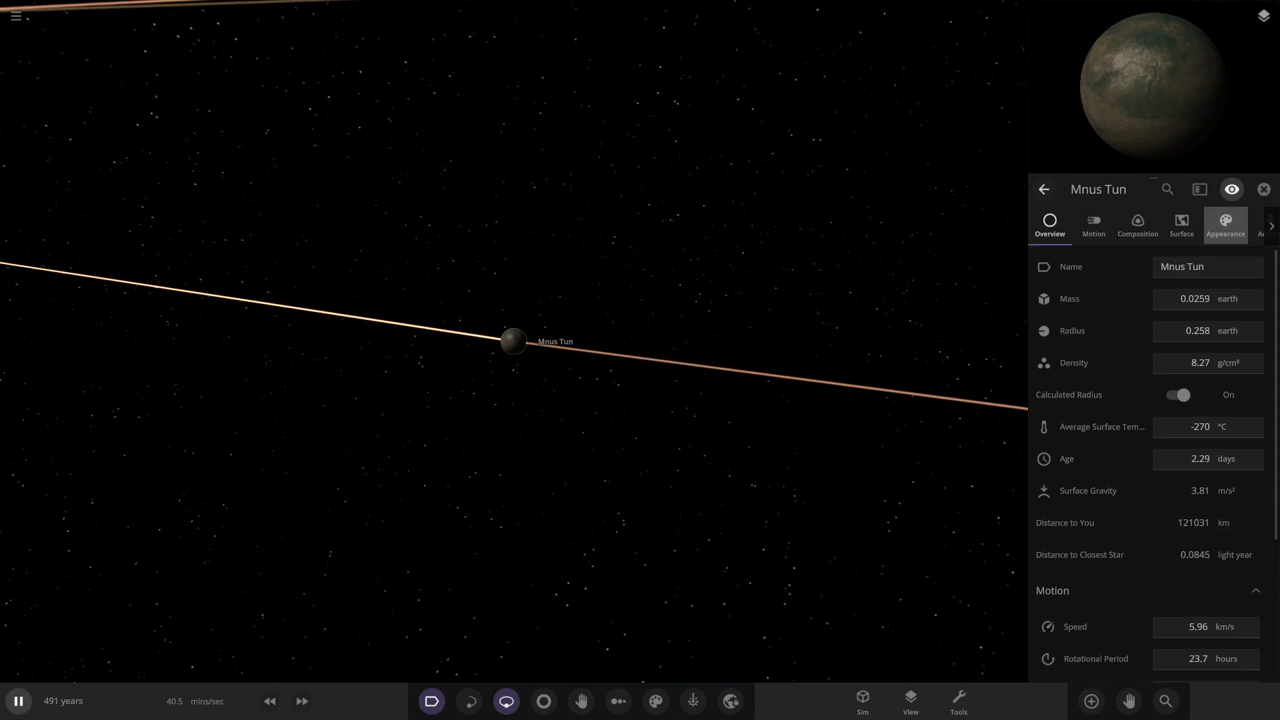 Mnus Tun
Overview
Motion
Composition
Surface
Appearance
Name
Mnus Tun
Mass
0.0259 earth
Radius
0.258 earth
Density
8.27 g/cm³
Calculated Radius
On
Average Surface Tem...
-270 °C
Age
2.29 days
Surface Gravity
3.81 m/s²
Distance to You
121031 km
Distance to Closest Star
0.0845 light year
Motion
Speed
5.96 km/s
Rotational Period
23.7 hours
Mnus Tun
491 years
40.5 mins/sec
Sim
View
Tools